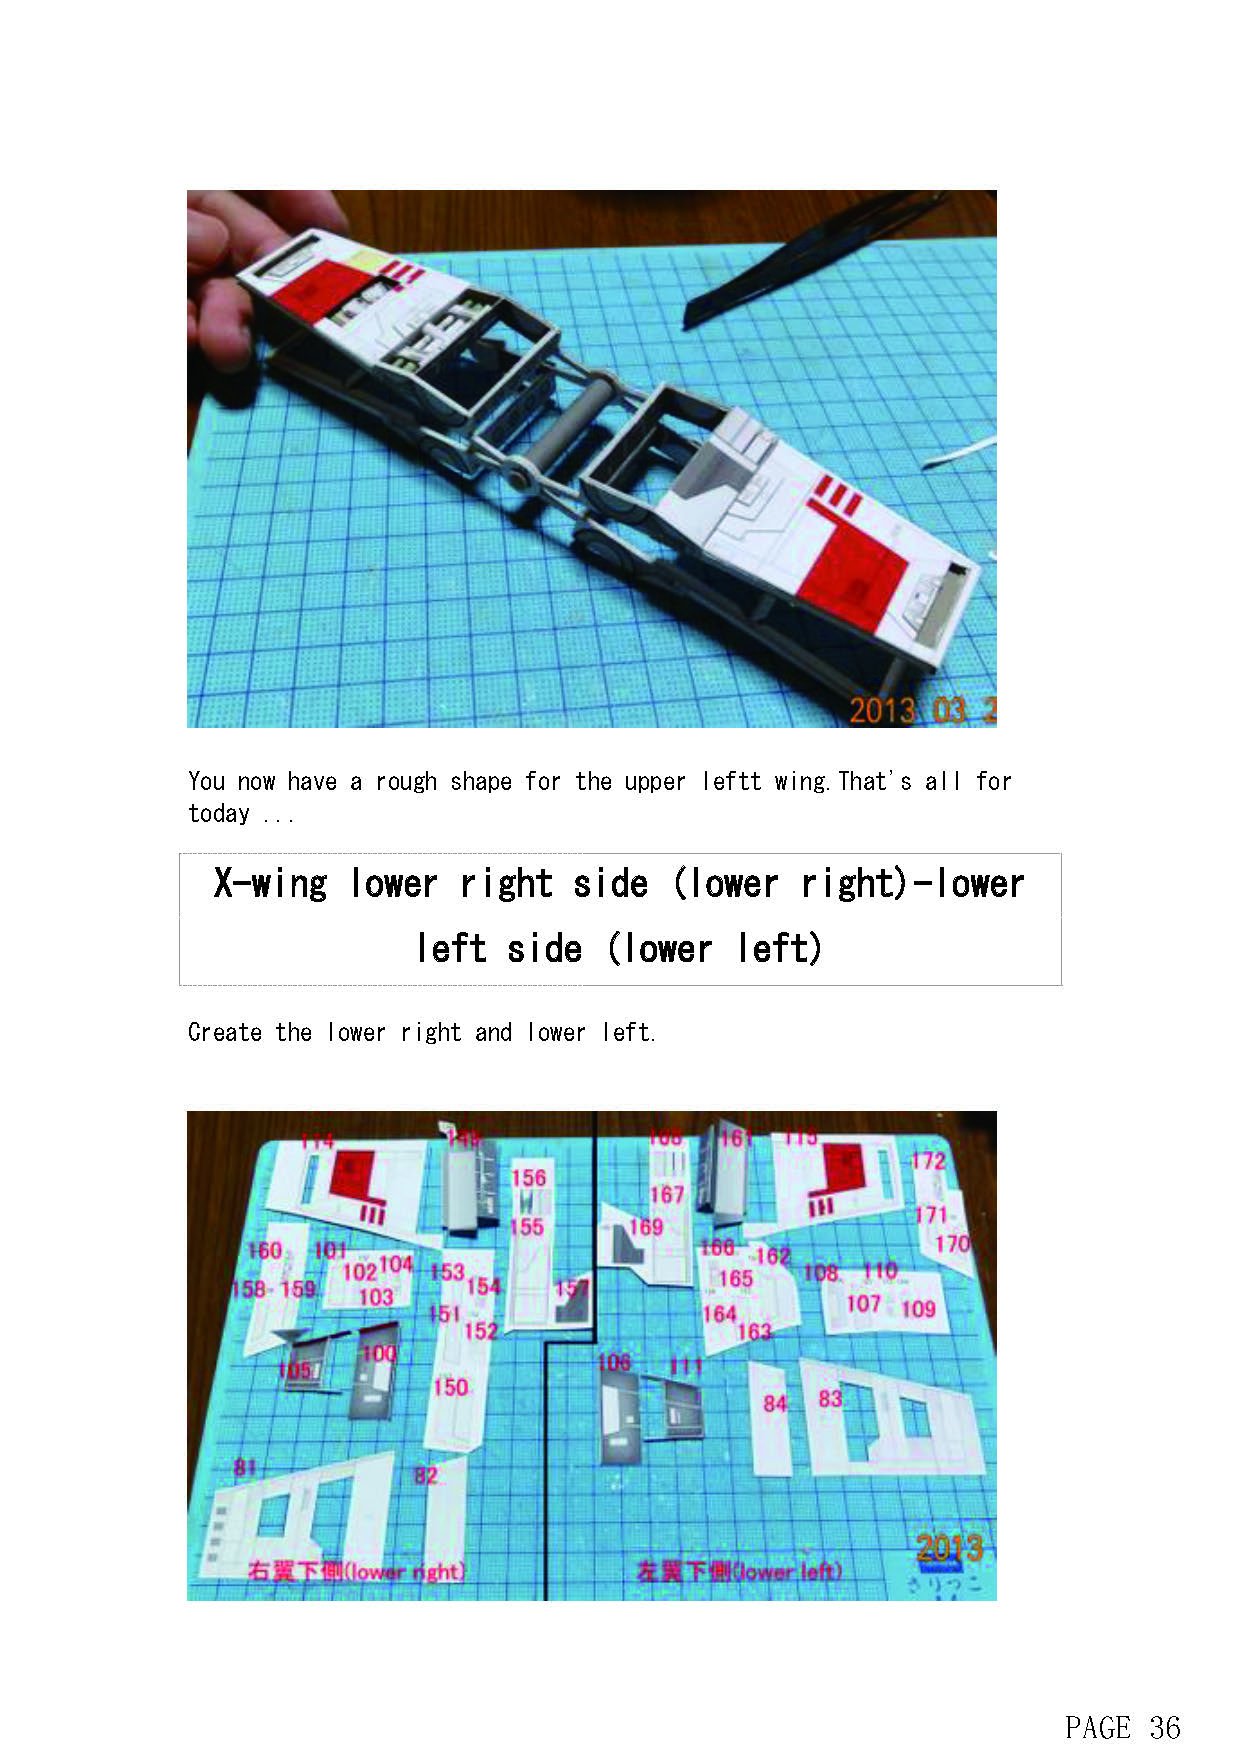 2013 03 2
You now have a rough shape for the upper leftt wing.That's all for
today ...
X-wing lower right side (lower right)-lower
left side (lower left)
Create the lower right and lower left.
114 149 168 161 115
156 172
167
155 169 171
160 101 166 162 170
102 104 153 165 108 110
158 159 103 154 157 107 109
151 164
152 163
105 100 106 111
150 84 83
81 82
2013
右翼下側(lower right) 左翼下側(lower left)
さりつこ
PAGE 36